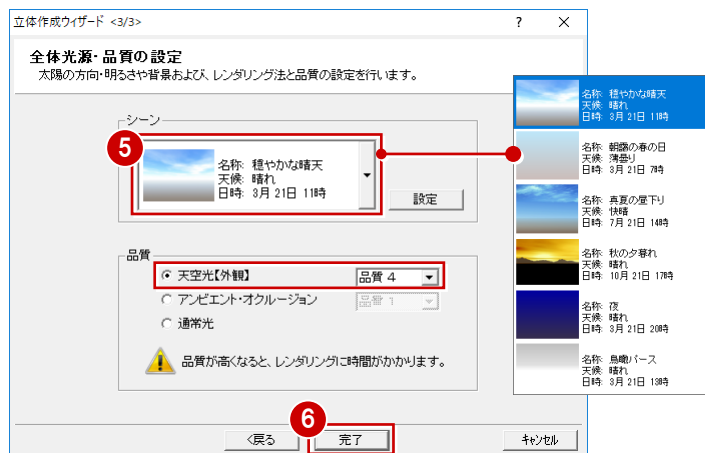 立体作成ウィザード <3/3>
? ×
全体光源・品質の設定
太陽の方向・明るさや背景および、レンダリング法と品質の設定を行います。
シーン
5
名称: 穏やかな晴天
天候: 晴れ
日時: 3月 21日 11時
設定
品質
天空光【外観】
品質 4
アンビエント・オクルージョン
品質 1
通常光
品質が高くなると、レンダリングに時間がかかります。
6
<戻る
完了
キャンセル
名称: 穏やかな晴天
天候: 晴れ
日時: 3月 21日 11時
名称: 朝靄の春の日
天候: 薄曇り
日時: 3月 21日 7時
名称: 真夏の昼下り
天候: 快晴
日時: 7月 21日 14時
名称: 秋の夕暮れ
天候: 晴れ
日時: 10月 21日 17時
名称: 夜
天候: 晴れ
日時: 3月 21日 20時
名称: 鳥瞰パース
天候: 晴れ
日時: 3月 21日 13時